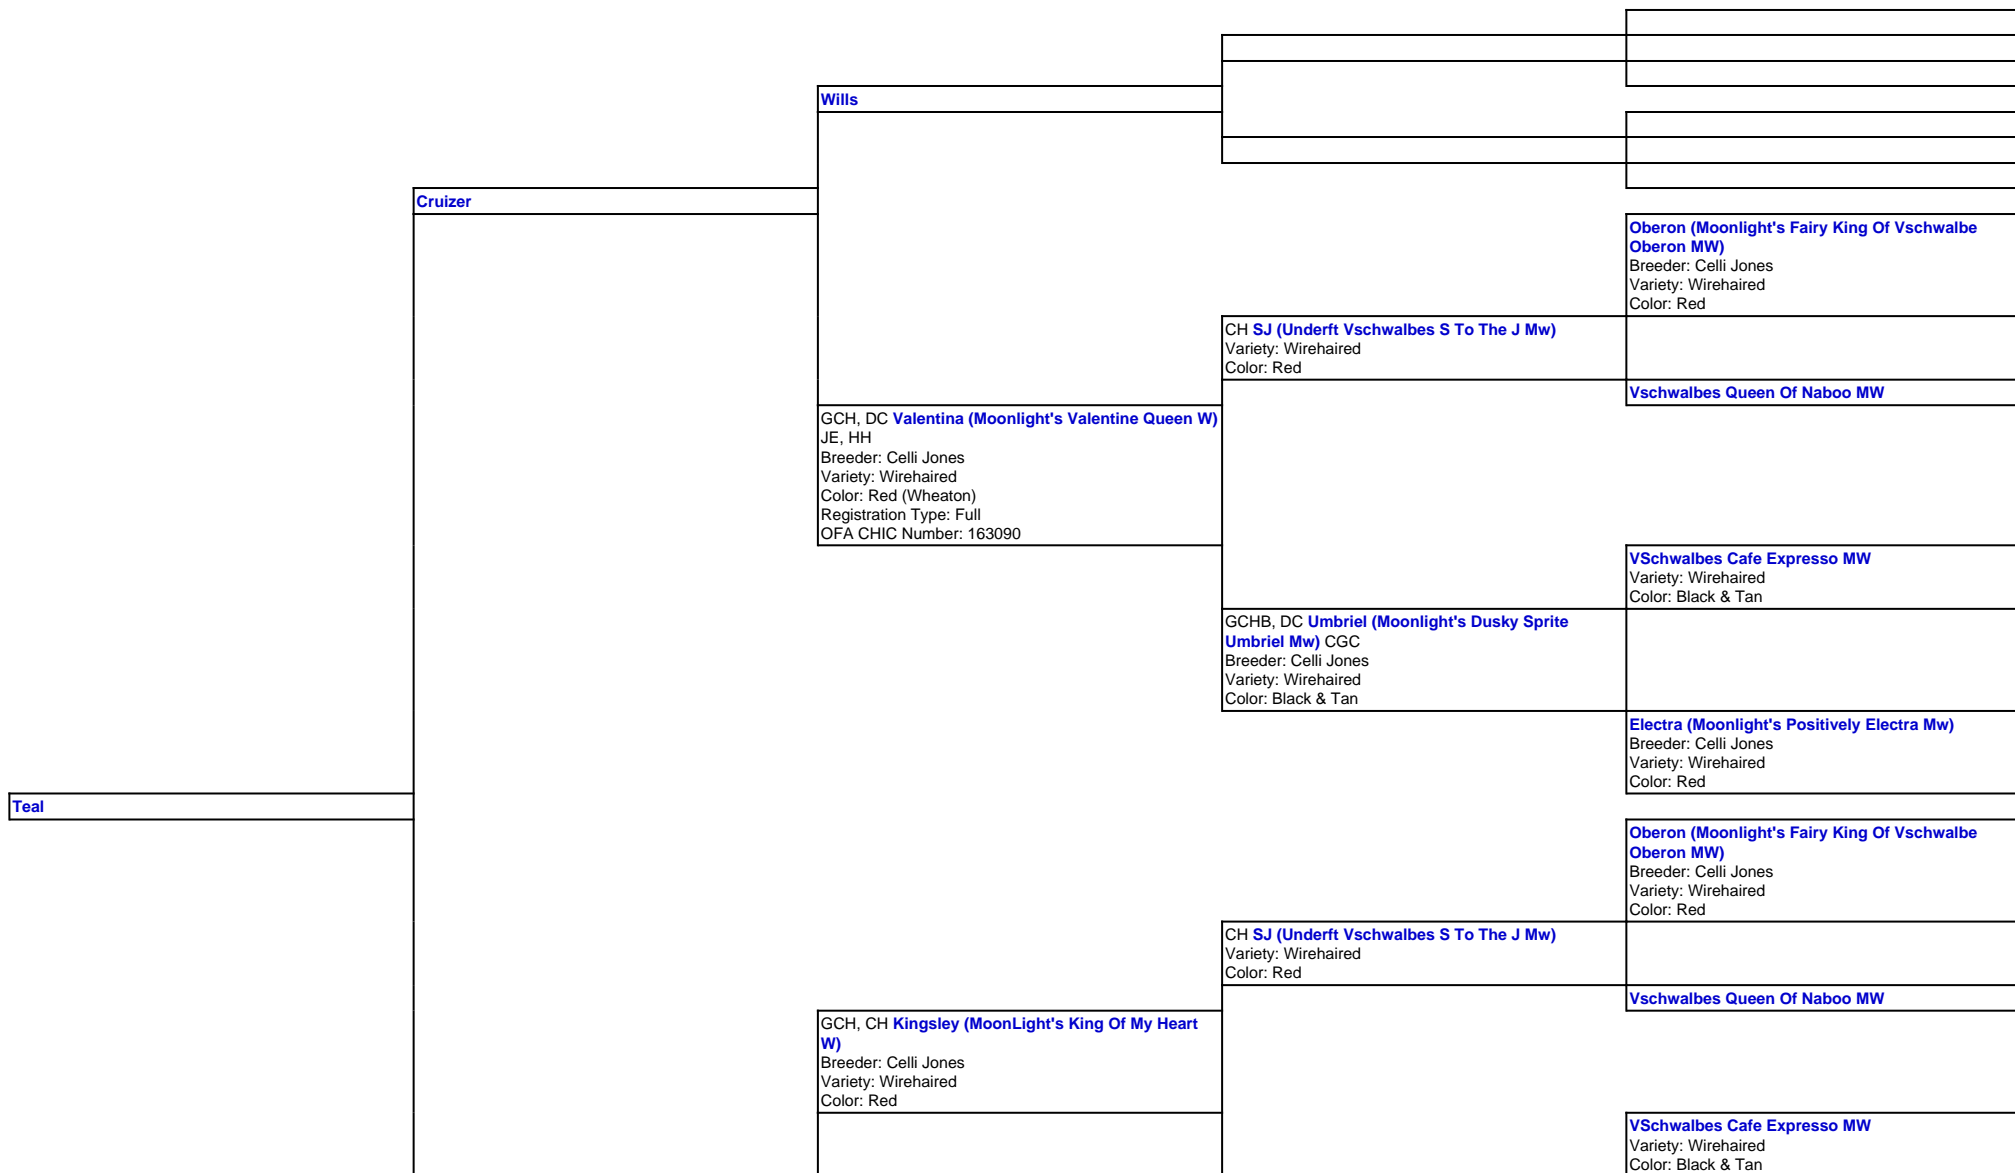 Wills
Cruizer
Oberon (Moonlight's Fairy King Of Vschwalbe
Oberon MW)
Breeder: Celli Jones
Variety: Wirehaired
Color: Red
CH SJ (Underft Vschwalbes S To The J Mw)
Variety: Wirehaired
Color: Red
Vschwalbes Queen Of Naboo MW
GCH, DC Valentina (Moonlight's Valentine Queen W)
JE, HH
Breeder: Celli Jones
Variety: Wirehaired
Color: Red (Wheaton)
Registration Type: Full
OFA CHIC Number: 163090
VSchwalbes Cafe Expresso MW
Variety: Wirehaired
Color: Black & Tan
GCHB, DC Umbriel (Moonlight's Dusky Sprite
Umbriel Mw) CGC
Breeder: Celli Jones
Variety: Wirehaired
Color: Black & Tan
Electra (Moonlight's Positively Electra Mw)
Breeder: Celli Jones
Variety: Wirehaired
Color: Red
Teal
Oberon (Moonlight's Fairy King Of Vschwalbe
Oberon MW)
Breeder: Celli Jones
Variety: Wirehaired
Color: Red
CH SJ (Underft Vschwalbes S To The J Mw)
Variety: Wirehaired
Color: Red
Vschwalbes Queen Of Naboo MW
GCH, CH Kingsley (MoonLight's King Of My Heart
W)
Breeder: Celli Jones
Variety: Wirehaired
Color: Red
VSchwalbes Cafe Expresso MW
Variety: Wirehaired
Color: Black & Tan